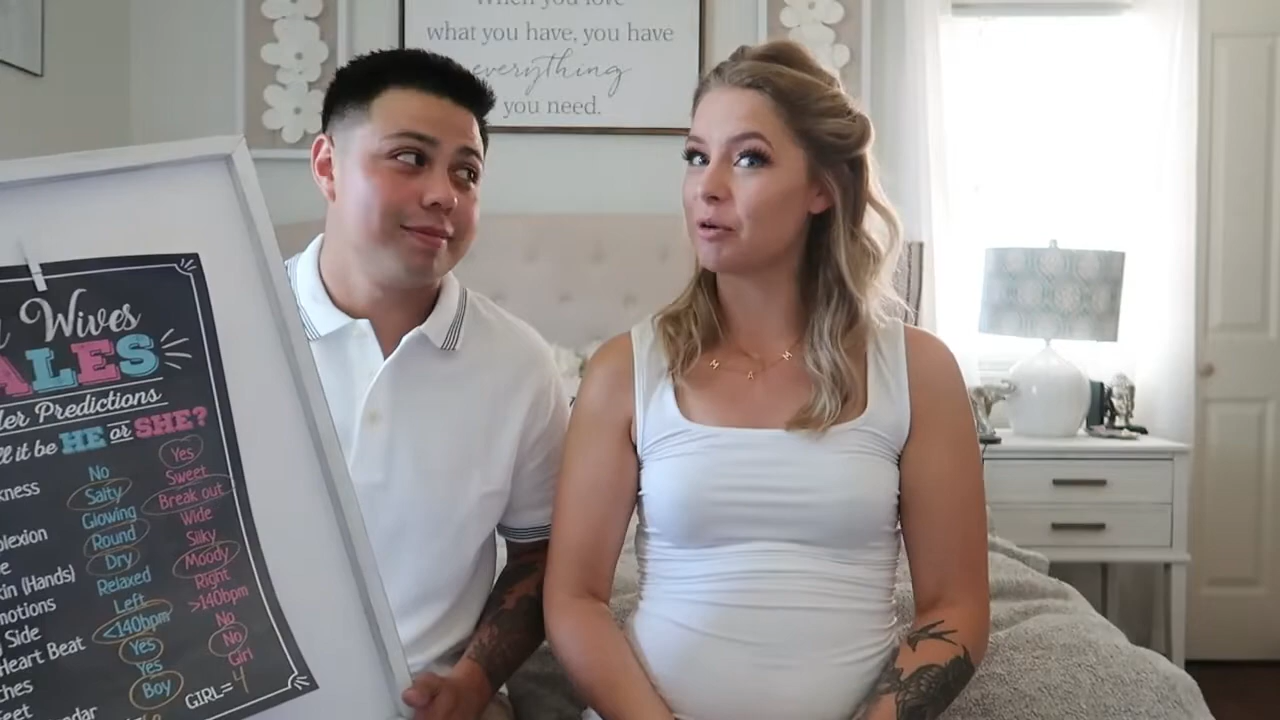 When you love
what you have, you have
everything
you need.
Wives
ALES
der Predictions
ll it be HE or SHE?
kness No Yes
Salty Sweet
plexion Glowing Break out
e Round Wide
kin (Hands) Dry Silky
motions Relaxed Moody
g Side Left Right
Heart Beat <140bpm >140bpm
ches Yes No
feet Yes No
ndar Boy Girl
GIRL= 4
M A M